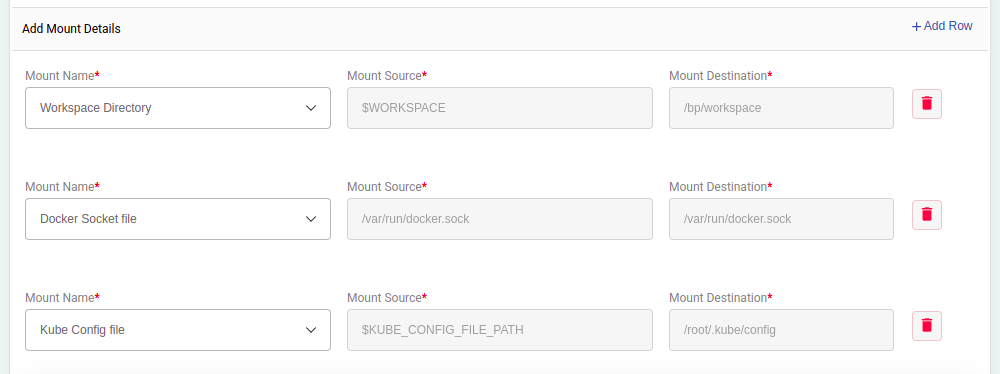 Add Mount Details
+ Add Row
Mount Name* Mount Source* Mount Destination*
Workspace Directory $WORKSPACE /bp/workspace
Mount Name* Mount Source* Mount Destination*
Docker Socket file /var/run/docker.sock /var/run/docker.sock
Mount Name* Mount Source* Mount Destination*
Kube Config file $KUBE_CONFIG_FILE_PATH /root/.kube/config